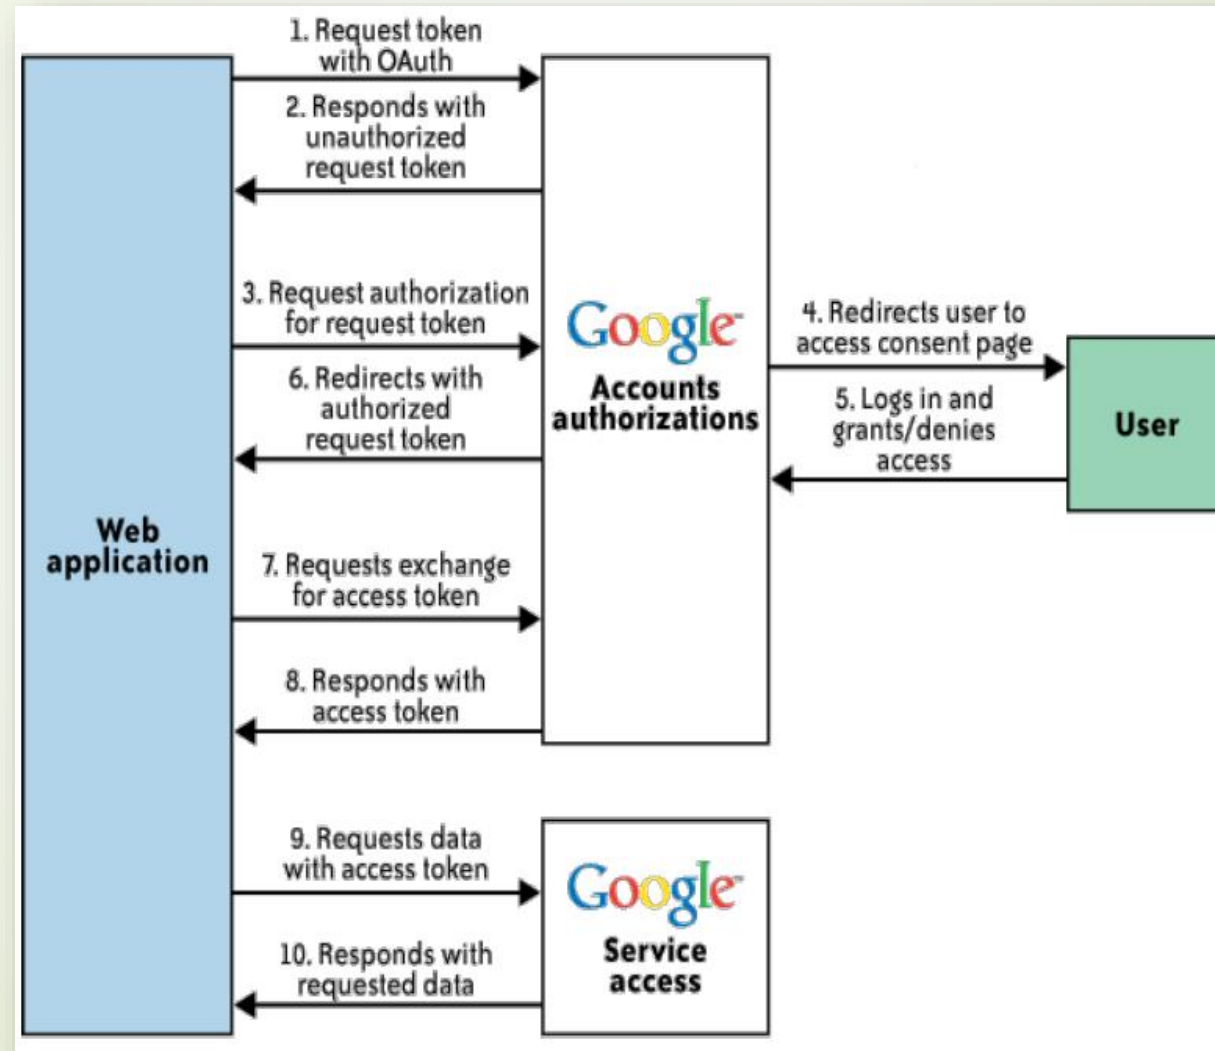 1. Request token
with OAuth
2. Responds with
unauthorized
request token
3. Request authorization
for request token
Google
Accounts
authorizations
4. Redirects user to
access consent page
5. Logs in and
grants/denies
access
User
6. Redirects with
authorized
request token
Web
application
7. Requests exchange
for access token
8. Responds with
access token
9. Requests data
with access token
Google
Service
access
10. Responds with
requested data